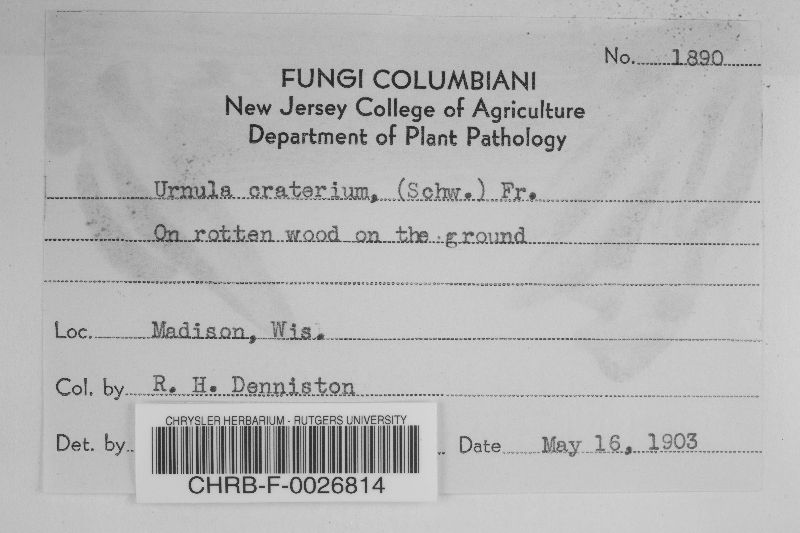 No. 1890
FUNGI COLUMBIANI
New Jersey College of Agriculture
Department of Plant Pathology
Urnula craterium, (Schw.) Fr.
On rotten wood on the ground
Loc. Madison, Wis.
Col. by R. H. Denniston
Det. by Date May 16, 1903
CHRYSLER HERBARIUM - RUTGERS UNIVERSITY
CHRB-F-0026814